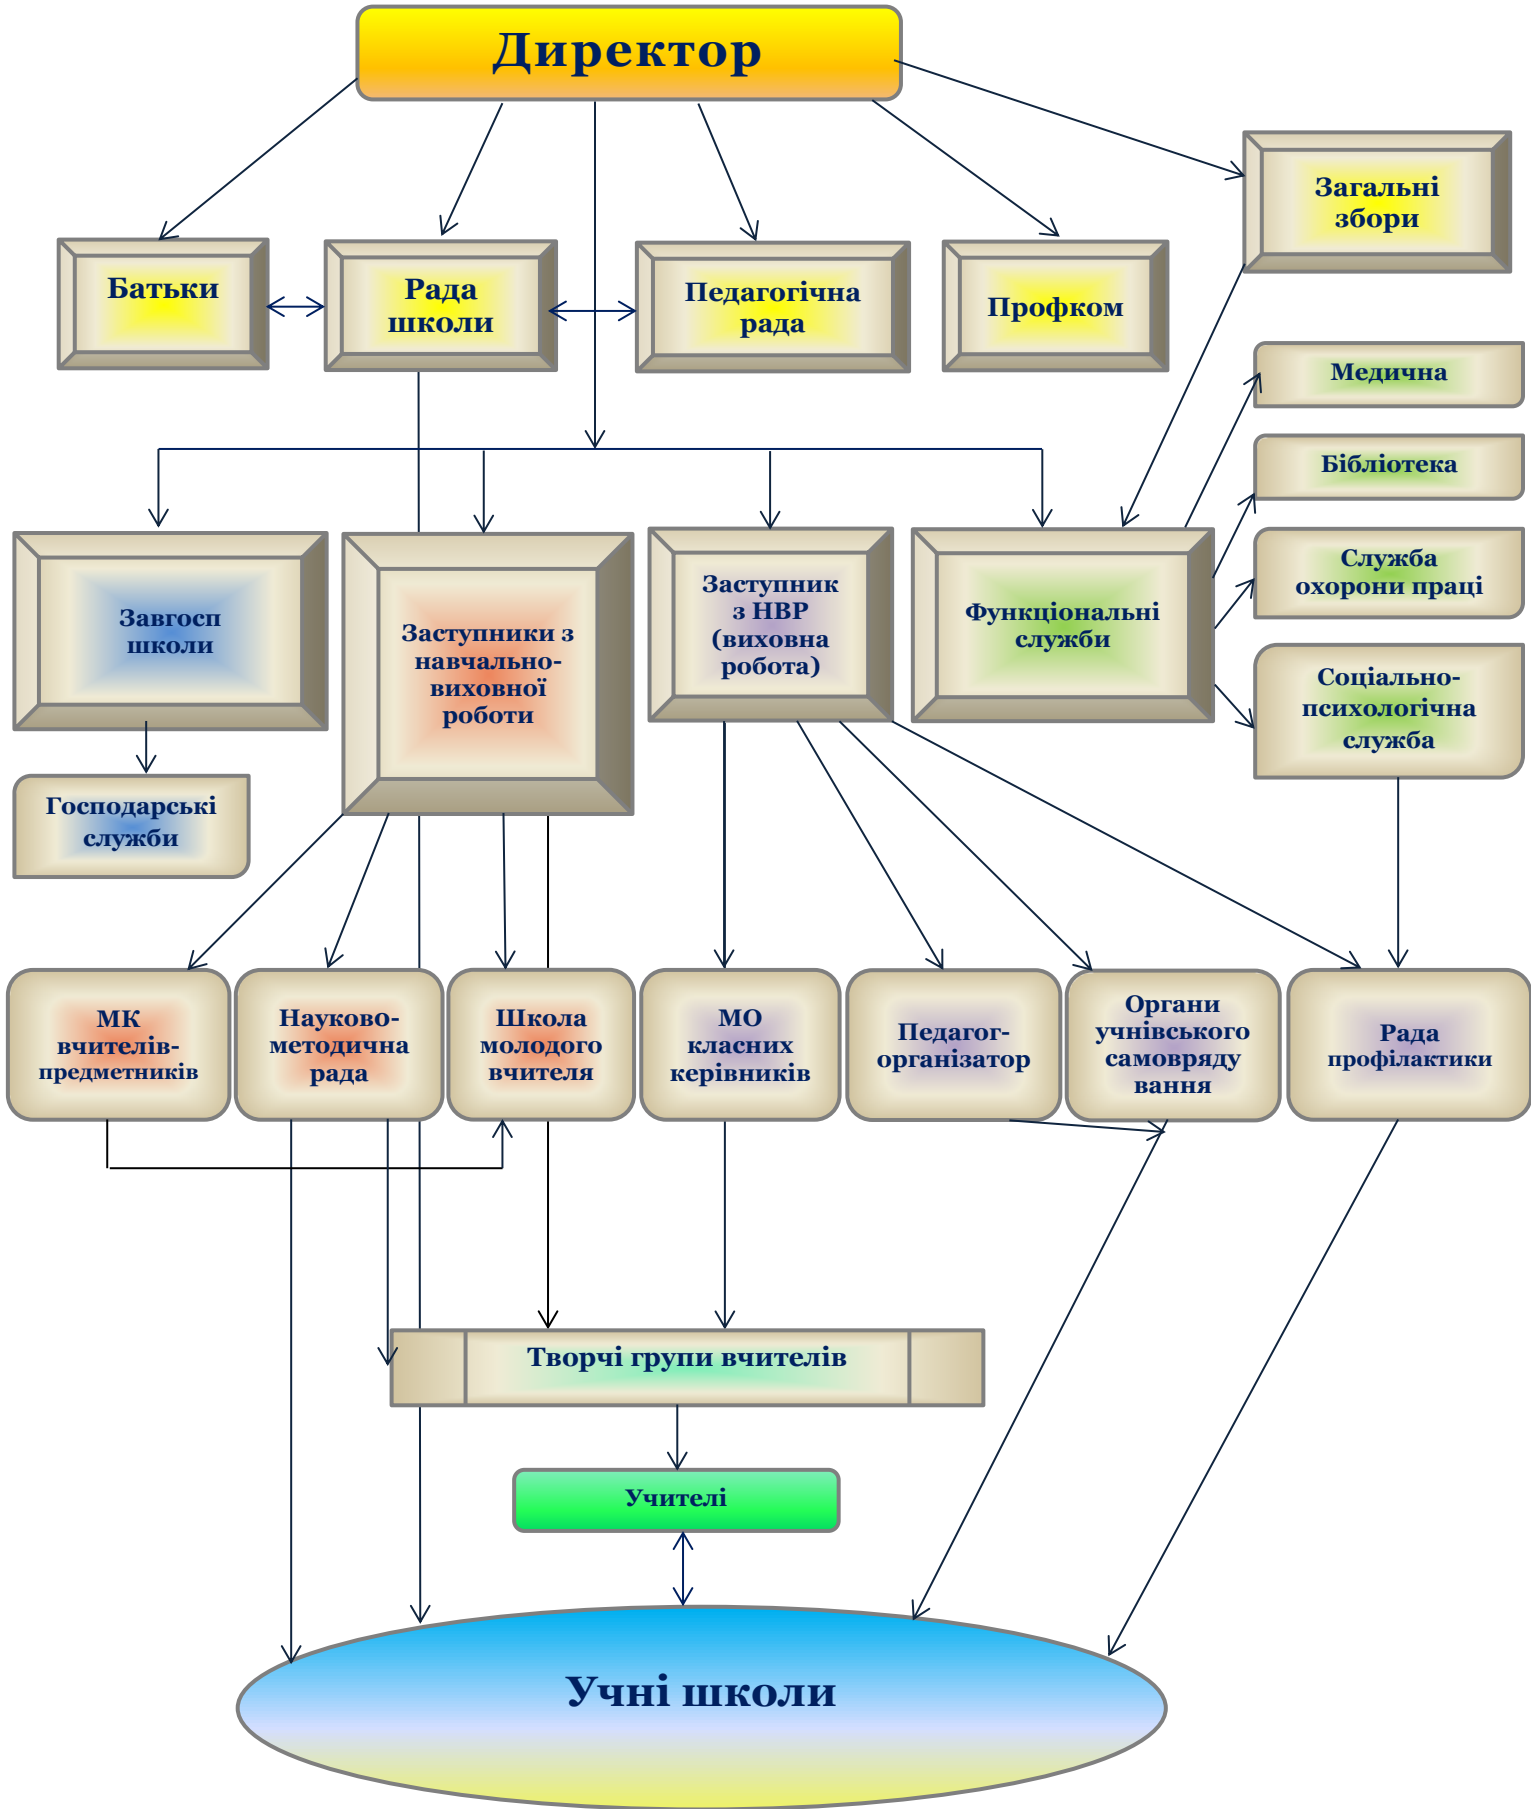 Директор
Загальні
збори
Батьки
Рада
школи
Педагогічна
рада
Профком
Медична
Бібліотека
Служба
охорони праці
Соціально-
психологічна
служба
Завгосп
школи
Заступники з
навчально-
виховної
роботи
Заступник
з НВР
(виховна
робота)
Функціональні
служби
Господарські
служби
МК
вчителів-
предметників
Науково-
методична
рада
Школа
молодого
вчителя
МО
класних
керівників
Педагог-
організатор
Органи
учнівського
самовряду
вання
Рада
профілактики
Творчі групи вчителів
Учителі
Учні школи